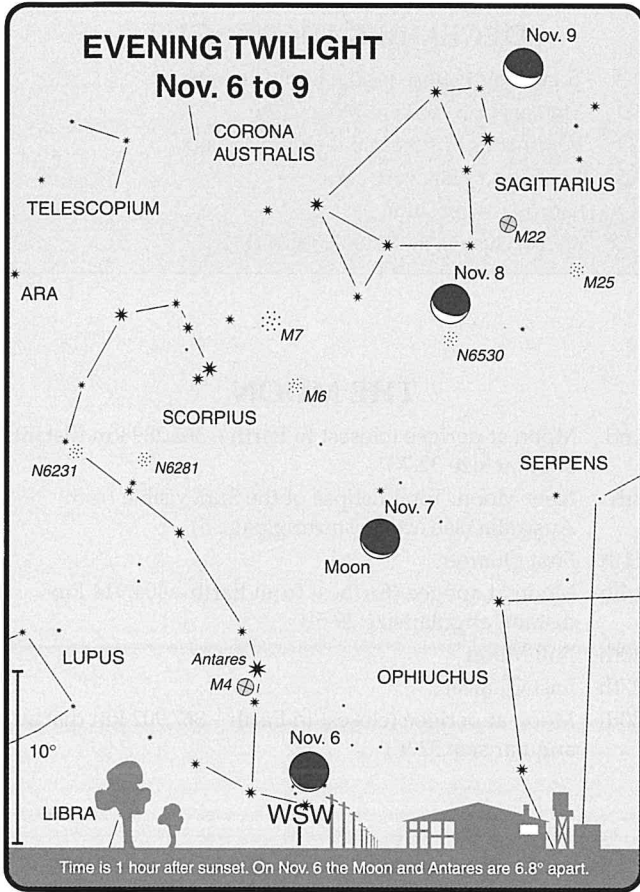 EVENING TWILIGHT
Nov. 6 to 9
Nov. 9
CORONA
AUSTRALIS
SAGITTARIUS
TELESCOPIUM
M22
Nov. 8
M25
ARA
M7
N6530
M6
SCORPIUS
N6231
N6281
SERPENS
Nov. 7
Moon
LUPUS
Antares
M4
OPHIUCHUS
10°
Nov. 6
LIBRA
WSW
Time is 1 hour after sunset. On Nov. 6 the Moon and Antares are 6.8° apart.